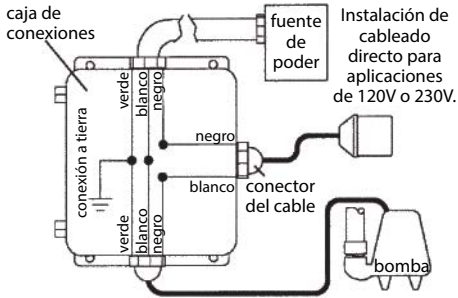 caja de
conexiones
fuente
de
poder
Instalación de
cableado
directo para
aplicaciones
de 120V o 230V.
verde
blanco
negro
conexión a tierra
negro
blanco
conector
del cable
verde
blanco
negro
bomba